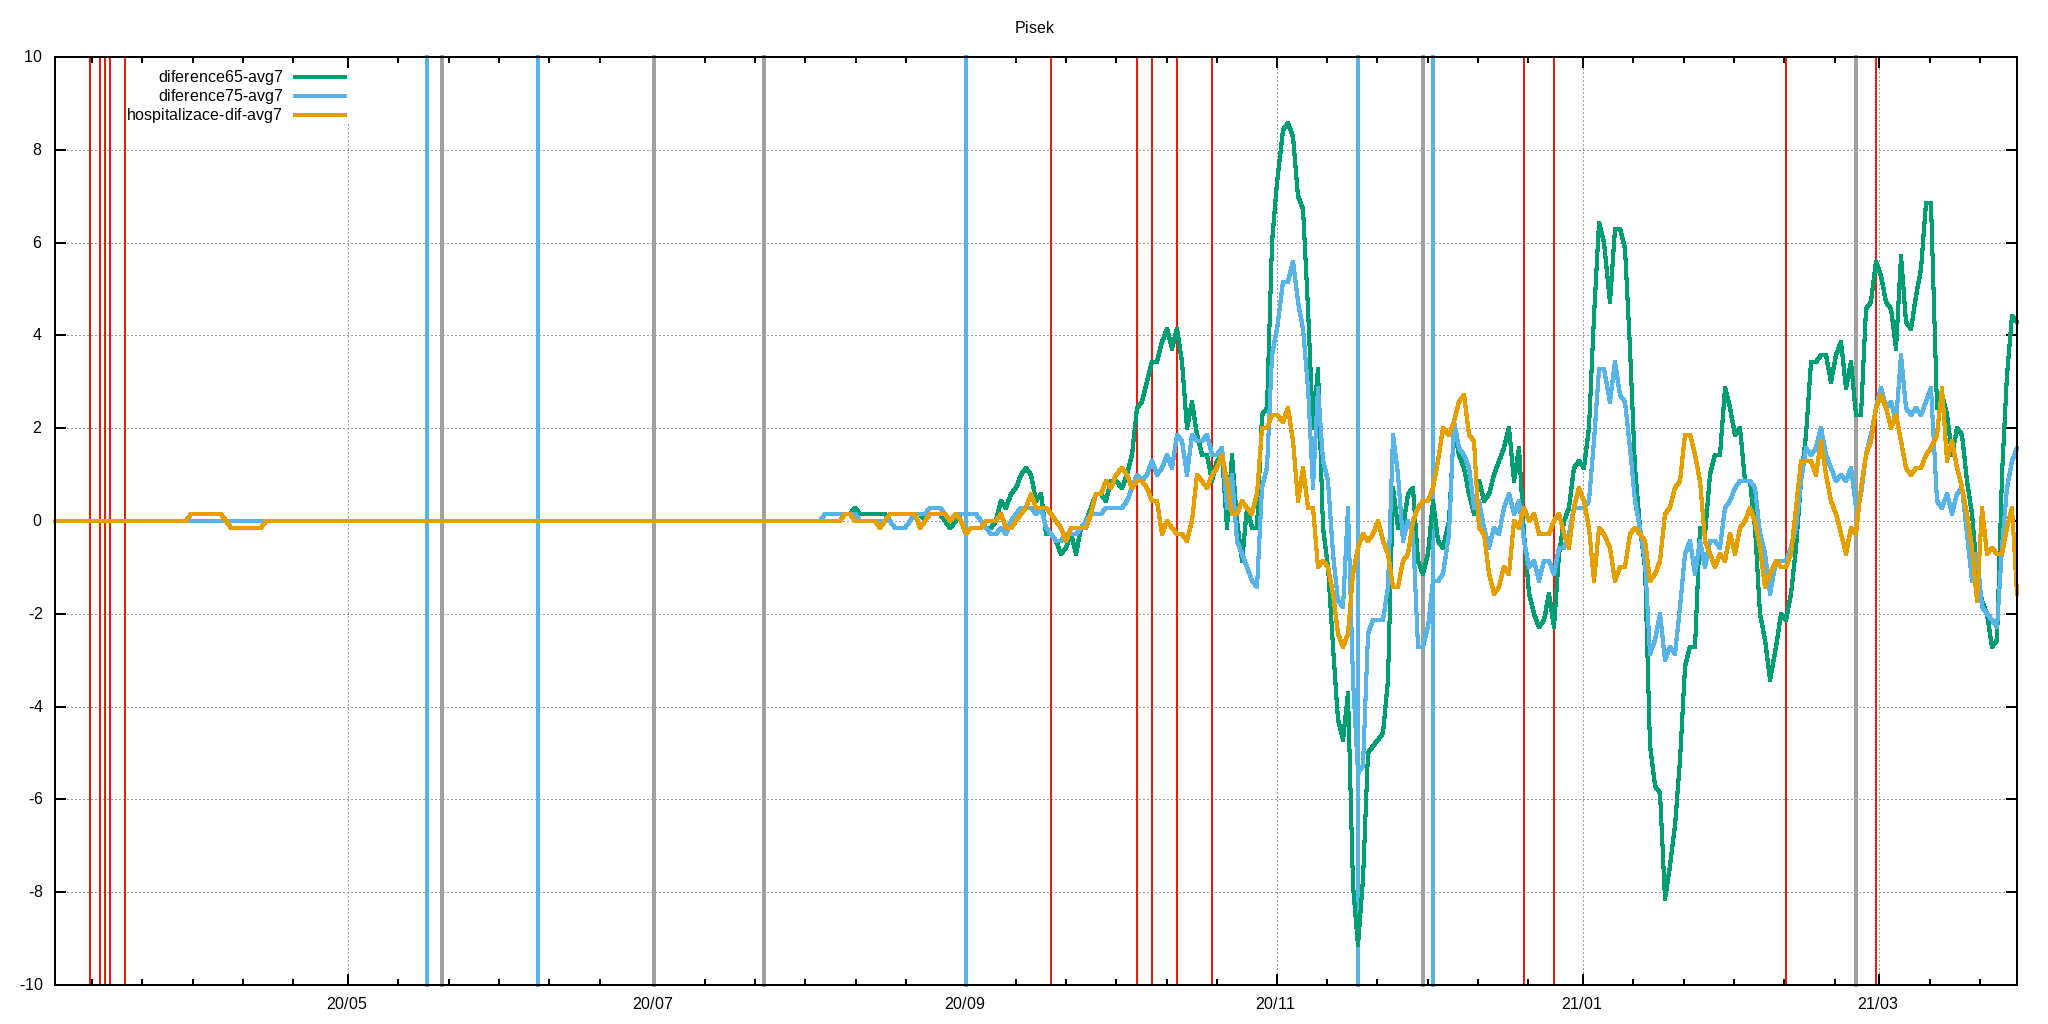 Pisek
10
diference65-avg7
diference75-avg7
hospitalizace-dif-avg7
8
6
4
2
0
-2
-4
-6
-8
-10
20/05 20/07 20/09 20/11 21/01 21/03